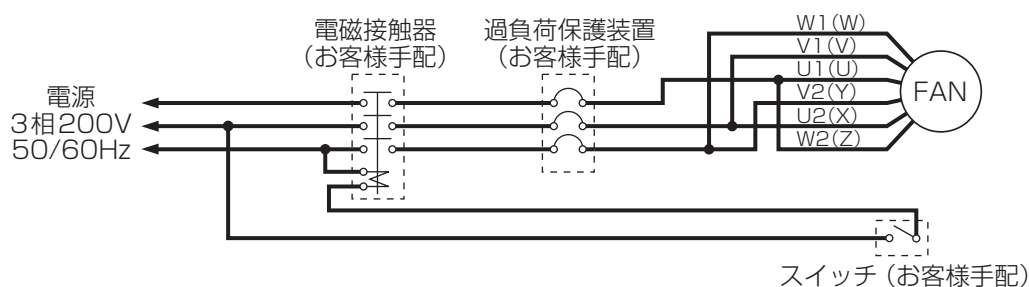 電磁接触器
(お客様手配)
過負荷保護装置
(お客様手配)
W1(W)
V1(V)
U1(U)
V2(Y)
U2(X)
W2(Z)
FAN
電源
3相200V
50/60Hz
スイッチ(お客様手配)